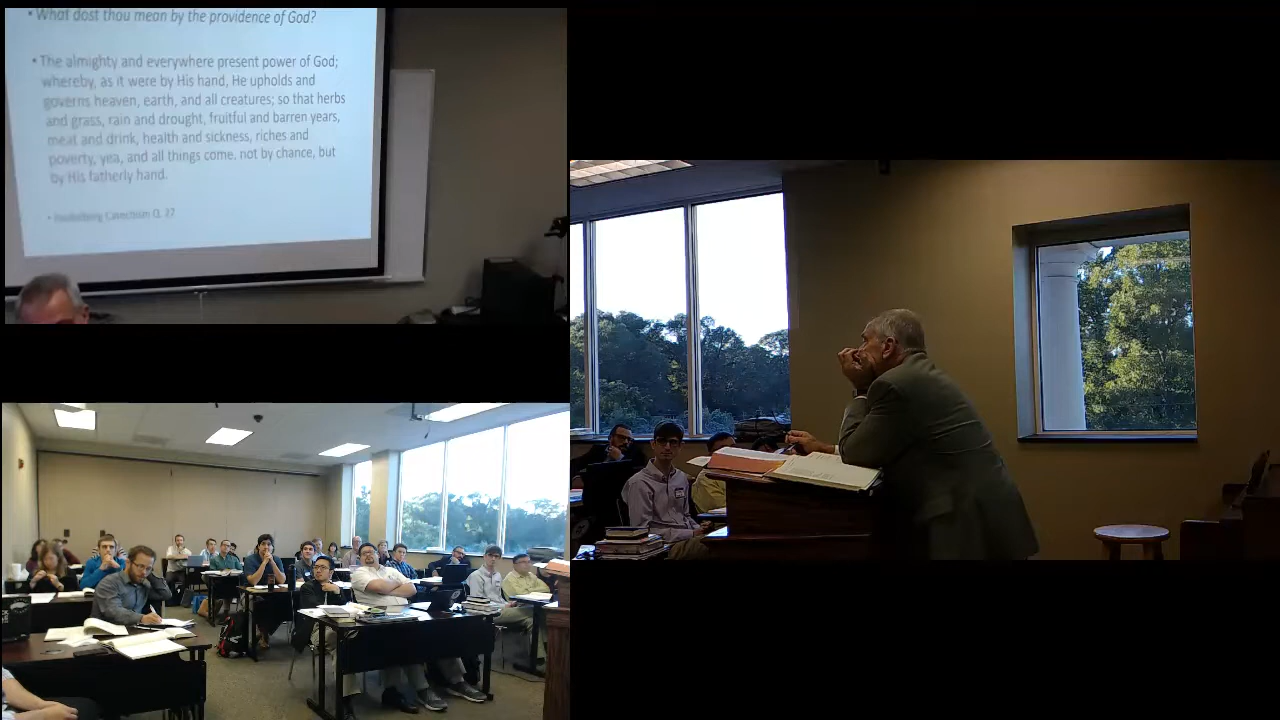 • What dost thou mean by the providence of God?
• The almighty and everywhere present power of God;
whereby, as it were by His hand, He upholds and
governs heaven, earth, and all creatures; so that herbs
and grass, rain and drought, fruitful and barren years,
meat and drink, health and sickness, riches and
poverty, yea, and all things come. not by chance, but
by His fatherly hand.
• Heidelberg Catechism Q. 27